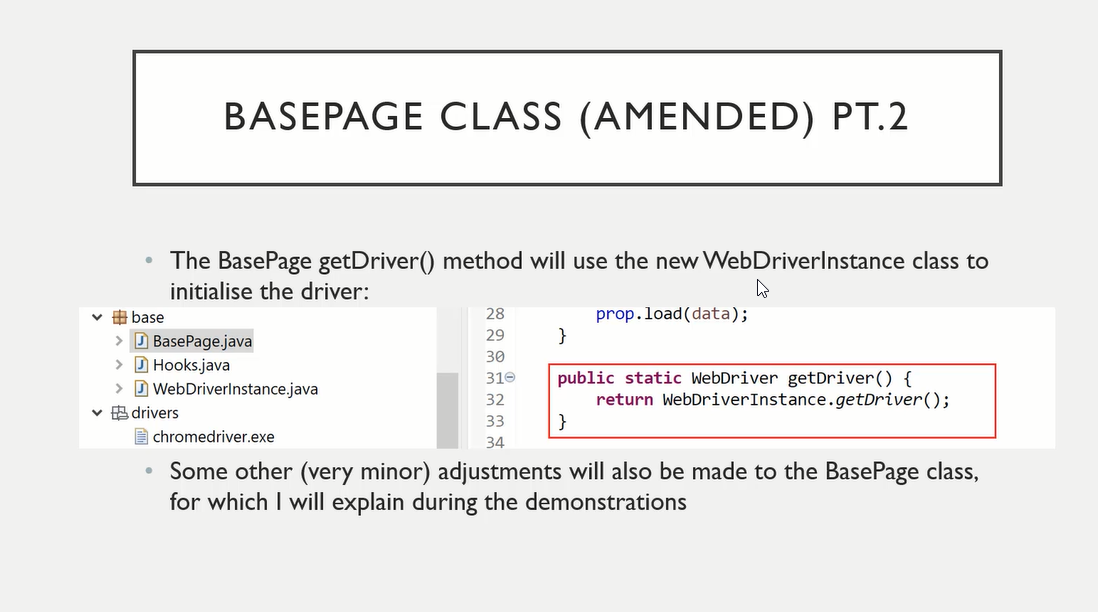 BASEPAGE CLASS (AMENDED) PT.2
• The BasePage getDriver() method will use the new WebDriverInstance class to
initialise the driver:
base
BasePage.java
Hooks.java
WebDriverInstance.java
drivers
chromedriver.exe
28 prop.load(data);
29 }
30
31 public static WebDriver getDriver() {
32 return WebDriverInstance.getDriver();
33 }
34
• Some other (very minor) adjustments will also be made to the BasePage class,
for which I will explain during the demonstrations